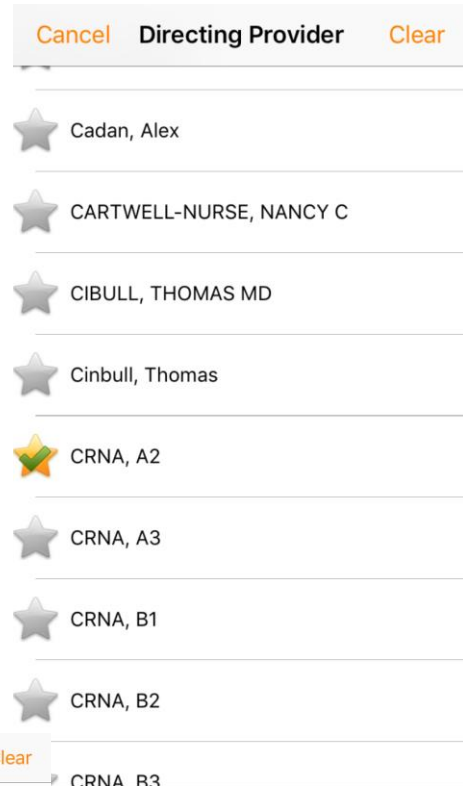 Cancel Directing Provider Clear
Cadan, Alex
CARTWELL-NURSE, NANCY C
CIBULL, THOMAS MD
Cinbull, Thomas
CRNA, A2
CRNA, A3
CRNA, B1
CRNA, B2
lear
CRNA, B3